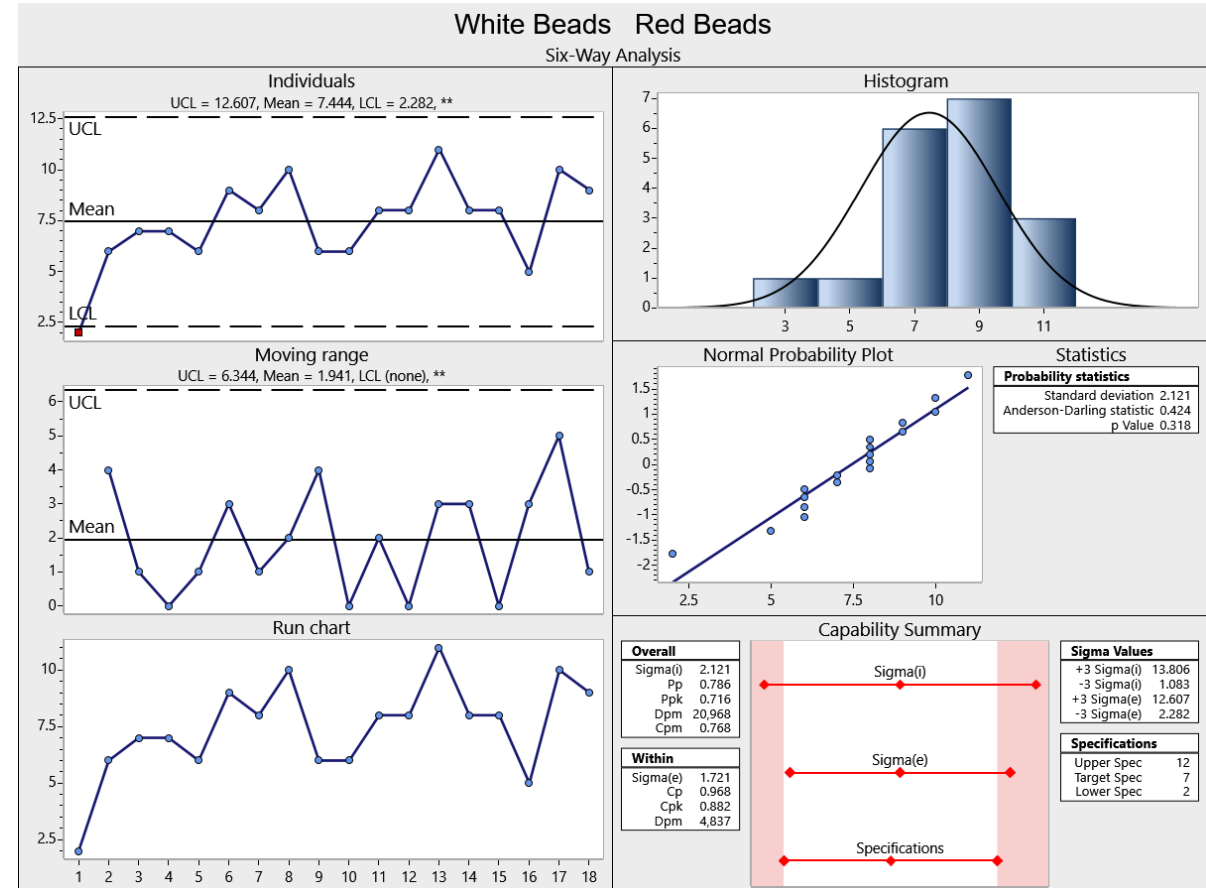 White Beads   Red Beads
Six-Way Analysis
Individuals
UCL = 12.607, Mean = 7.444, LCL = 2.282, **
12.5
10
7.5
5
2.5
UCL
Mean
LCL
Moving range
UCL = 6.344, Mean = 1.941, LCL (none), **
6
5
4
3
2
1
0
UCL
Mean
Run chart
10
7.5
5
2.5
1 2 3 4 5 6 7 8 9 10 11 12 13 14 15 16 17 18
Histogram
7
6
5
4
3
2
1
0
3 5 7 9 11
Normal Probability Plot
1.5
1
0.5
0
-0.5
-1
-1.5
-2
2.5 5 7.5 10
Statistics
Probability statistics
Standard deviation 2.121
Anderson-Darling statistic 0.424
p Value 0.318
Capability Summary
Overall
Sigma(i) 2.121
Pp 0.786
Ppk 0.716
Dpm 20,968
Cpm 0.768
Within
Sigma(e) 1.721
Cp 0.968
Cpk 0.882
Dpm 4,837
Sigma(i)
Sigma(e)
Specifications
Sigma Values
+3 Sigma(i) 13.806
-3 Sigma(i) 1.083
+3 Sigma(e) 12.607
-3 Sigma(e) 2.282
Specifications
Upper Spec 12
Target Spec 7
Lower Spec 2